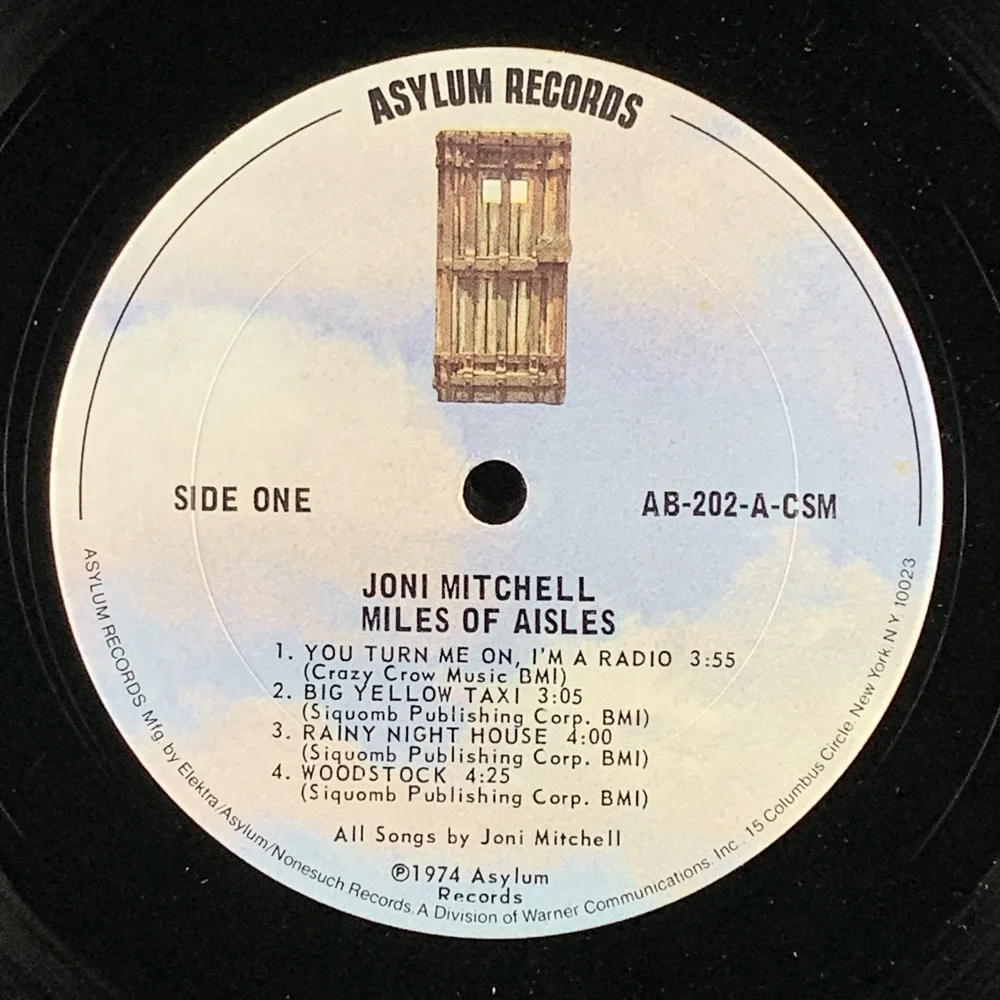 ASYLUM RECORDS
SIDE ONE
AB-202-A-CSM
JONI MITCHELL
MILES OF AISLES
1. YOU TURN ME ON, I'M A RADIO 3:55
(Crazy Crow Music BMI)
2. BIG YELLOW TAXI 3:05
(Siquomb Publishing Corp. BMI)
3. RAINY NIGHT HOUSE 4:00
(Siquomb Publishing Corp. BMI)
4. WOODSTOCK 4:25
(Siquomb Publishing Corp. BMI)
All Songs by Joni Mitchell
℗1974 Asylum
Records
ASYLUM RECORDS. Mfg. by Elektra/Asylum/Nonesuch Records. A Division of Warner Communications. Inc. 15 Columbus Circle. New York. N.Y. 10023